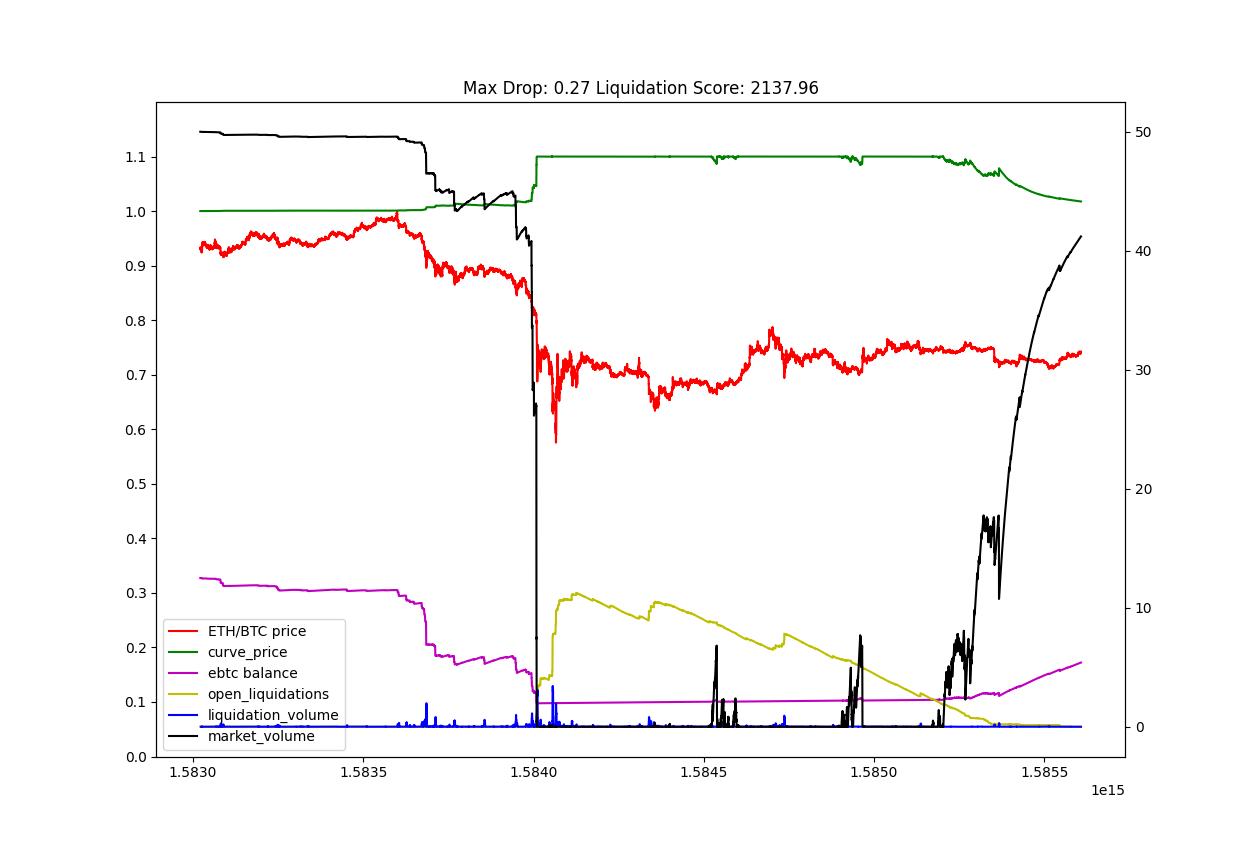 Max Drop: 0.27 Liquidation Score: 2137.96
1.1
1.0
0.9
0.8
0.7
0.6
0.5
0.4
0.3
0.2
0.1
0.0
50
40
30
20
10
0
ETH/BTC price
curve_price
ebtc balance
open_liquidations
liquidation_volume
market_volume
1.5830 1.5835 1.5840 1.5845 1.5850 1.5855
1e15